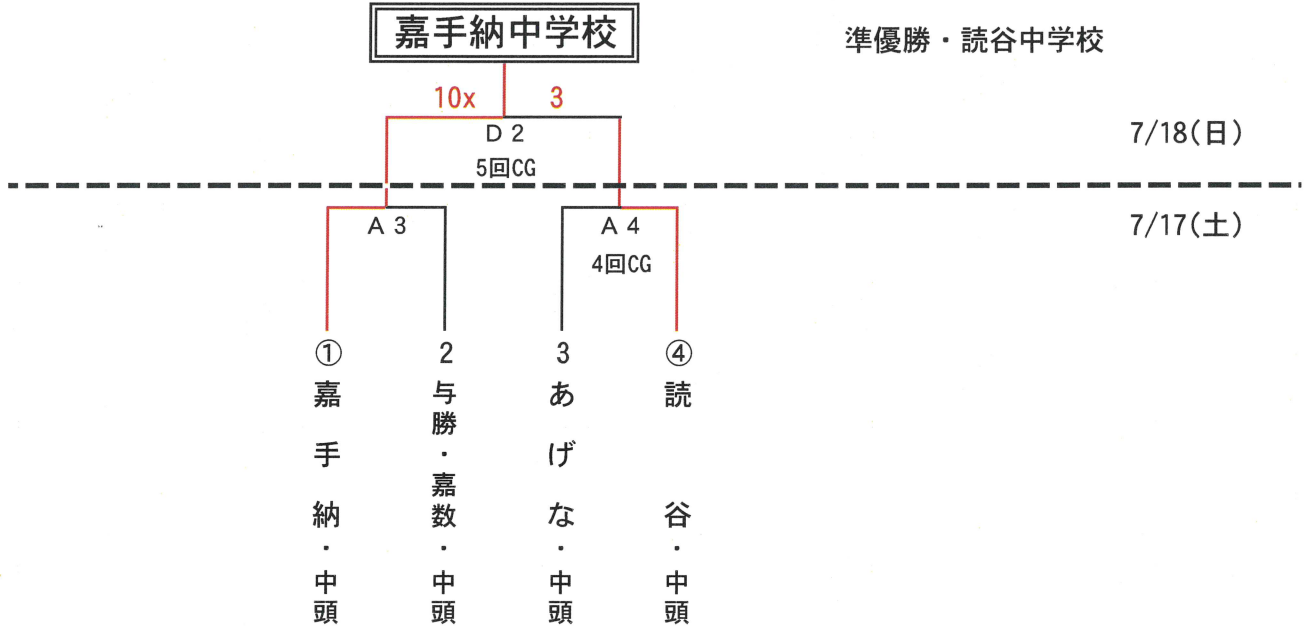 嘉手納中学校
準優勝・読谷中学校
10x 3
D 2
7/18(日)
5回CG
A 3
A 4
7/17(土)
4回CG
①
嘉手納・中頭
2
与勝・嘉数・中頭
3
あげな・中頭
④
読谷・中頭